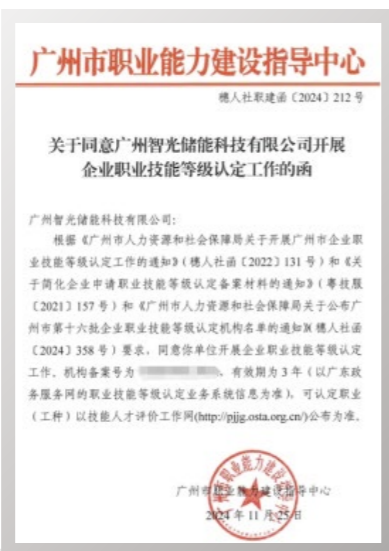 广州市职业能力建设指导中心
穗人社职建函〔2024〕212号
关于同意广州智光储能科技有限公司开展
企业职业技能等级认定工作的函
广州智光储能科技有限公司:
根据《广州市人力资源和社会保障局关于开展广州市企业职
业技能等级认定工作的通知》(穗人社函〔2022〕131号)和《关
于简化企业申请职业技能等级认定备案材料的通知》(粤技服
〔2021〕157号)和《广州市人力资源和社会保障局关于公布广
州市第十六批企业职业技能等级认定机构名单的通知》(穗人社函
〔2024〕358号)要求,同意你单位开展企业职业技能等级认定
工作,机构备案号为 ,有效期为3年(以广东政
务服务网的职业技能等级认定业务系统信息为准),可认定职业
(工种)以技能人才评价工作网(http://pjjg.osta.org.cn/)公布为准。
广州市职业能力建设指导中心
2024年11月25日